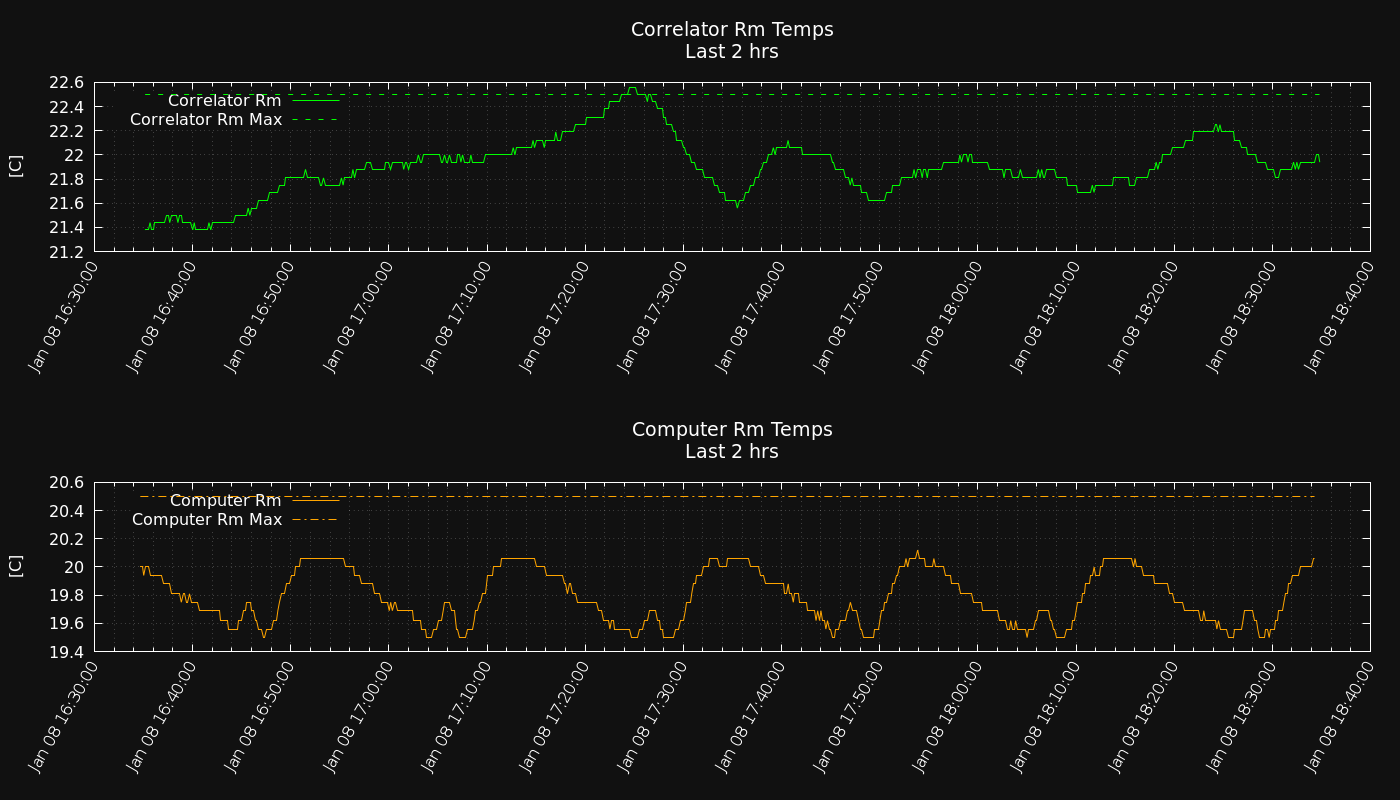 Correlator Rm Temps
Last 2 hrs
[C]
22.6
22.4
22.2
22
21.8
21.6
21.4
21.2
Correlator Rm
Correlator Rm Max
Jan 08 16:30:00
Jan 08 16:40:00
Jan 08 16:50:00
Jan 08 17:00:00
Jan 08 17:10:00
Jan 08 17:20:00
Jan 08 17:30:00
Jan 08 17:40:00
Jan 08 17:50:00
Jan 08 18:00:00
Jan 08 18:10:00
Jan 08 18:20:00
Jan 08 18:30:00
Jan 08 18:40:00
Computer Rm Temps
Last 2 hrs
[C]
20.6
20.4
20.2
20
19.8
19.6
19.4
Computer Rm
Computer Rm Max
Jan 08 16:30:00
Jan 08 16:40:00
Jan 08 16:50:00
Jan 08 17:00:00
Jan 08 17:10:00
Jan 08 17:20:00
Jan 08 17:30:00
Jan 08 17:40:00
Jan 08 17:50:00
Jan 08 18:00:00
Jan 08 18:10:00
Jan 08 18:20:00
Jan 08 18:30:00
Jan 08 18:40:00